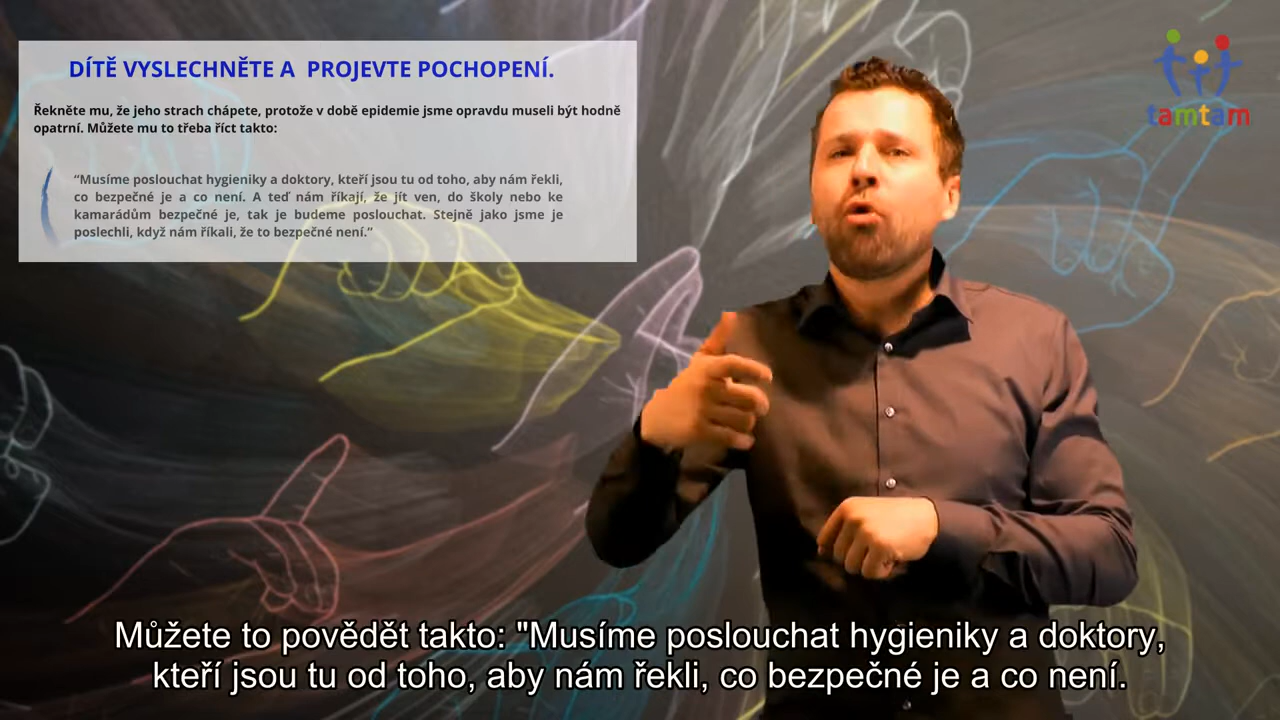 DÍTĚ VYSLECHNĚTE A PROJEVTE POCHOPENÍ.
Řekněte mu, že jeho strach chápete, protože v době epidemie jsme opravdu museli být hodně
opatrní. Můžete mu to třeba říct takto:
“Musíme poslouchat hygieniky a doktory, kteří jsou tu od toho, aby nám řekli,
co bezpečné je a co není. A teď nám říkají, že jít ven, do školy nebo ke
kamarádům bezpečné je, tak je budeme poslouchat. Stejně jako jsme je
poslechli, když nám říkali, že to bezpečné není.”
tamtam
Můžete to povědět takto: "Musíme poslouchat hygieniky a doktory,
kteří jsou tu od toho, aby nám řekli, co bezpečné je a co není.